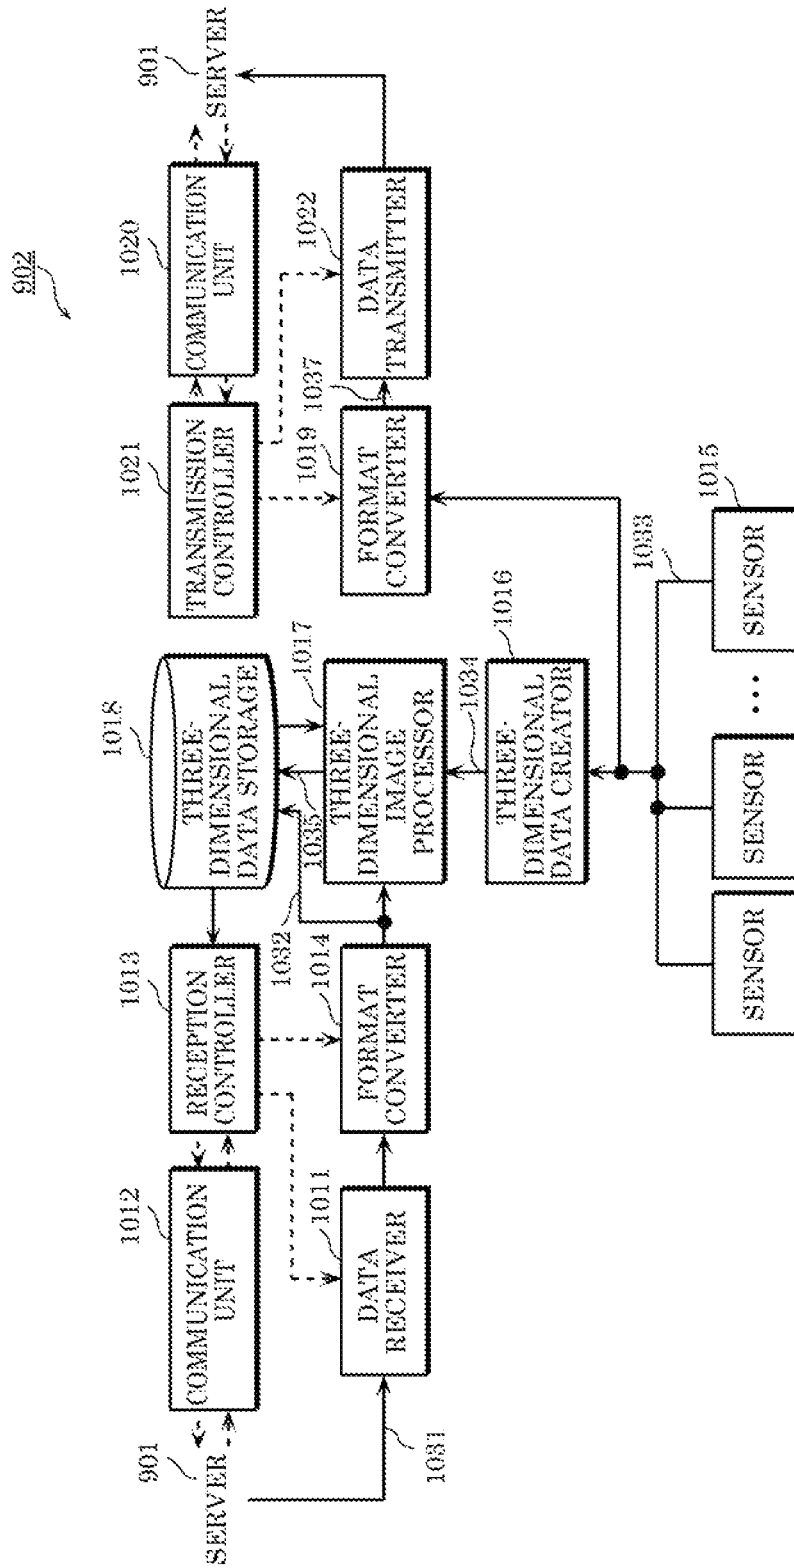 902
901
SERVER
1012
COMMUNICATION
UNIT
1013
RECEPTION
CONTROLLER
1018
THREE-
DIMENSIONAL
DATA STORAGE
1021
TRANSMISSION
CONTROLLER
1020
COMMUNICATION
UNIT
901
SERVER
1031
1011
DATA
RECEIVER
1014
FORMAT
CONVERTER
1032
1035
1017
THREE-
DIMENSIONAL
IMAGE
PROCESSOR
1019
FORMAT
CONVERTER
1037
1022
DATA
TRANSMITTER
1034
1016
THREE-
DIMENSIONAL
DATA CREATOR
1033
1015
SENSOR
SENSOR
...
SENSOR